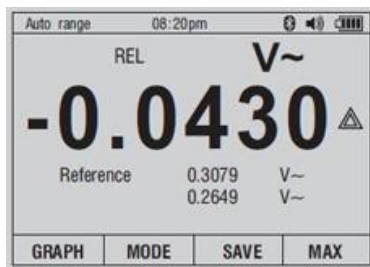 Auto range 08:20pm
REL V~
-0.0430
Reference 0.3079 V~
0.2649 V~
GRAPH MODE SAVE MAX